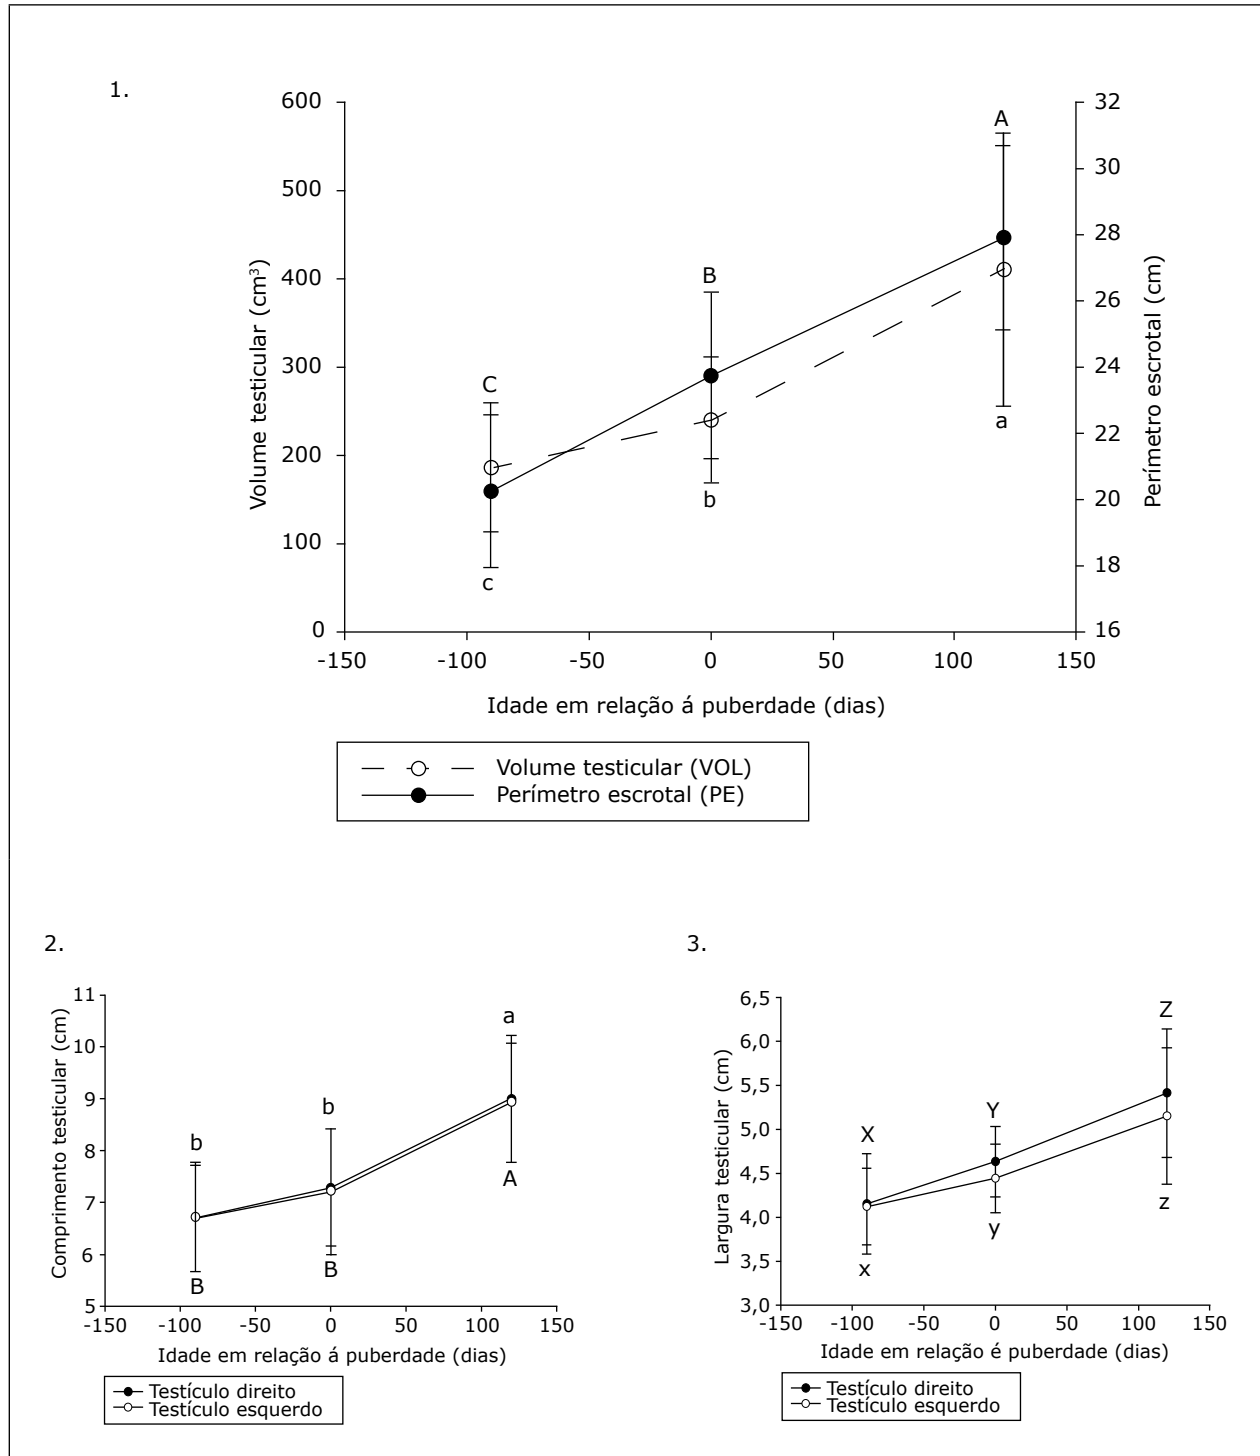 1.
600
500
400
300
200
100
0
Volume testicular (cm³)
32
30
28
26
24
22
20
18
16
Perímetro escrotal (cm)
C
c
B
b
A
a
-150 -100 -50 0 50 100 150
Idade em relação á puberdade (dias)
Volume testicular (VOL)
Perímetro escrotal (PE)
2.
11
10
9
8
7
6
5
Comprimento testicular (cm)
b
B
b
B
a
A
-150 -100 -50 0 50 100 150
Idade em relação á puberdade (dias)
Testículo direito
Testículo esquerdo
3.
6,5
6,0
5,5
5,0
4,5
4,0
3,5
3,0
Largura testicular (cm)
X
x
Y
y
Z
z
-150 -100 -50 0 50 100 150
Idade em relação é puberdade (dias)
Testículo direito
Testículo esquerdo